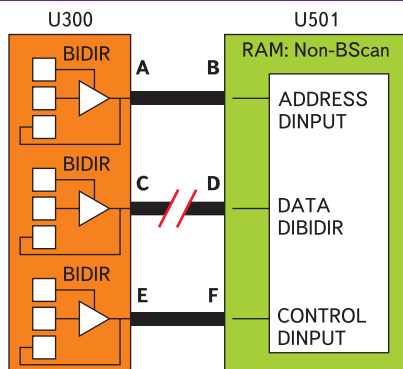 U300 U501
RAM: Non-BScan
BIDIR
A B
ADDRESS
DINPUT
BIDIR
C D
DATA
DIBIDIR
BIDIR
E F
CONTROL
DINPUT